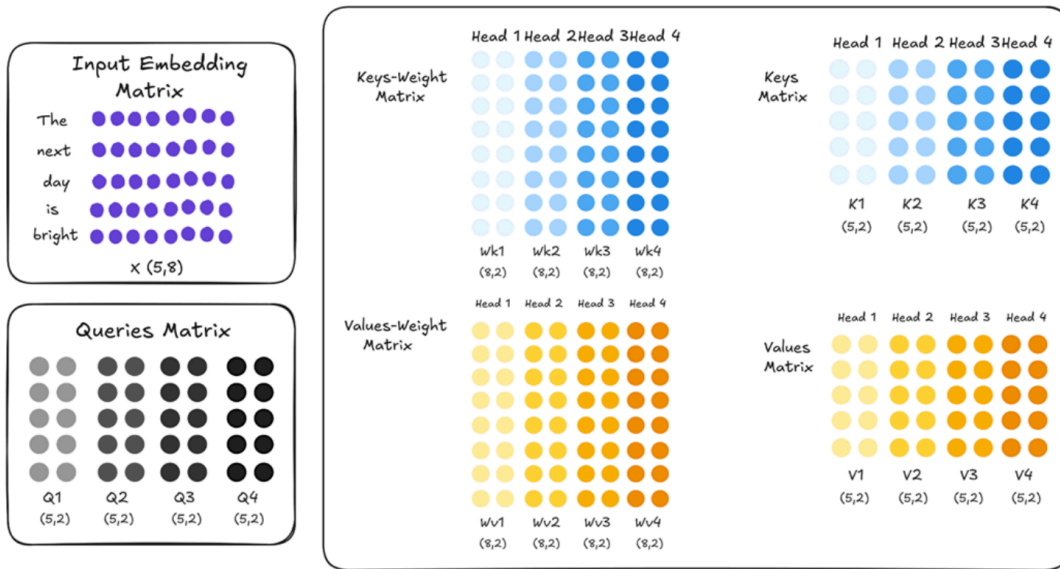 Input Embedding
Matrix
The
next
day
is
bright
X (5,8)
Queries Matrix
Q1 Q2 Q3 Q4
(5,2) (5,2) (5,2) (5,2)
Head 1 Head 2 Head 3 Head 4
Keys-Weight
Matrix
Wk1 Wk2 Wk3 Wk4
(8,2) (8,2) (8,2) (8,2)
Head 1 Head 2 Head 3 Head 4
Keys
Matrix
K1 K2 K3 K4
(5,2) (5,2) (5,2) (5,2)
Head 1 Head 2 Head 3 Head 4
Values-Weight
Matrix
Wv1 Wv2 Wv3 Wv4
(8,2) (8,2) (8,2) (8,2)
Head 1 Head 2 Head 3 Head 4
Values
Matrix
V1 V2 V3 V4
(5,2) (5,2) (5,2) (5,2)